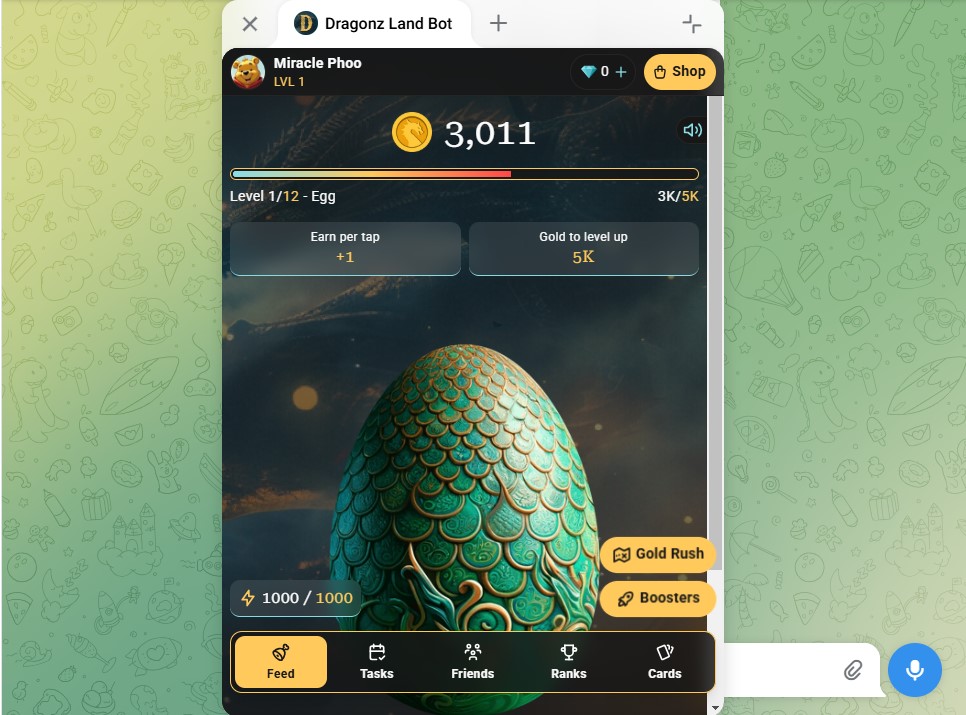 Dragonz Land Bot
Miracle Phoo
LVL 1
0
Shop
3,011
Level 1/12 - Egg
3K/5K
Earn per tap
+1
Gold to level up
5K
Gold Rush
1000 / 1000
Boosters
Feed
Tasks
Friends
Ranks
Cards